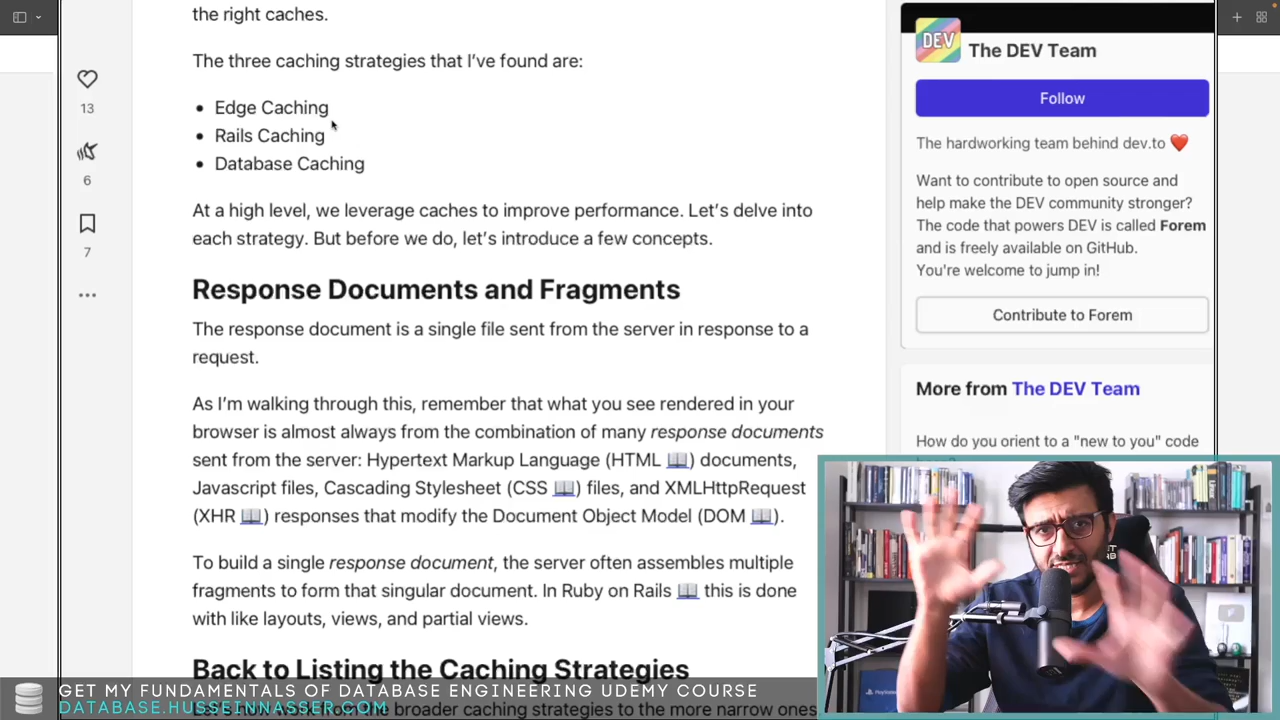 the right caches.
The three caching strategies that I've found are:
• Edge Caching
• Rails Caching
• Database Caching
At a high level, we leverage caches to improve performance. Let's delve into
each strategy. But before we do, let's introduce a few concepts.
Response Documents and Fragments
The response document is a single file sent from the server in response to a
request.
As I'm walking through this, remember that what you see rendered in your
browser is almost always from the combination of many response documents
sent from the server: Hypertext Markup Language (HTML 📖) documents,
Javascript files, Cascading Stylesheet (CSS 📖) files, and XMLHttpRequest
(XHR 📖) responses that modify the Document Object Model (DOM 📖).
To build a single response document, the server often assembles multiple
fragments to form that singular document. In Ruby on Rails 📖 this is done
with like layouts, views, and partial views.
Back to Listing the Caching Strategies
the broader caching strategies to the more narrow ones
13
6
7
DEV
The DEV Team
Follow
The hardworking team behind dev.to ❤️
Want to contribute to open source and
help make the DEV community stronger?
The code that powers DEV is called Forem
and is freely available on GitHub.
You're welcome to jump in!
Contribute to Forem
More from The DEV Team
How do you orient to a "new to you" code
GET MY FUNDAMENTALS OF DATABASE ENGINEERING UDEMY COURSE
DATABASE.HUSSEINNASSER.COM